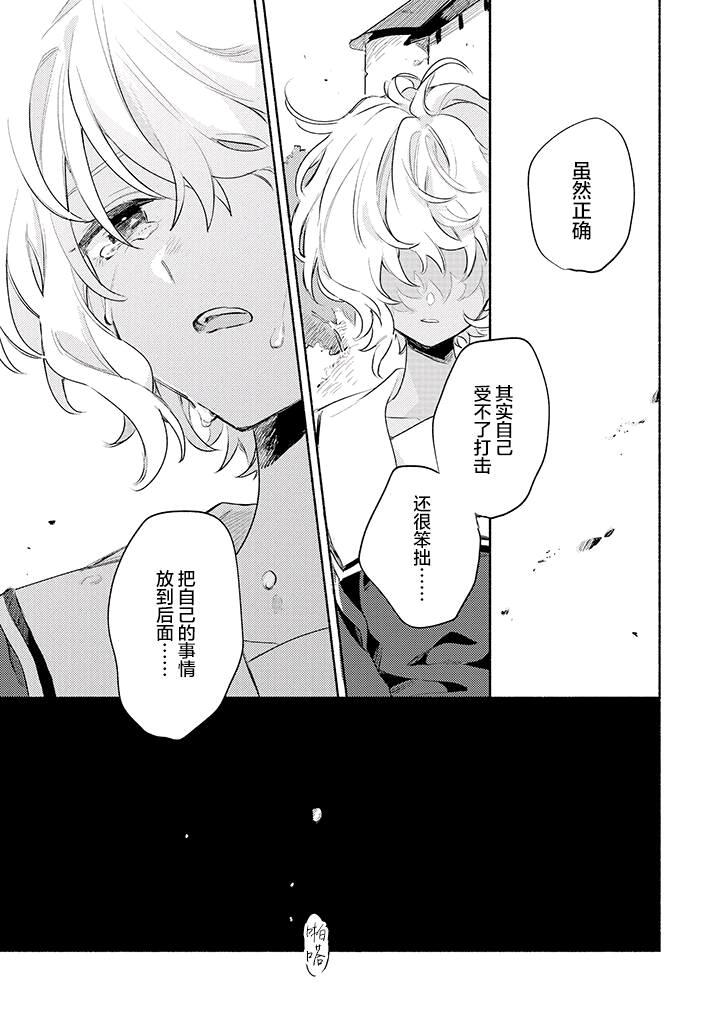 虽然正确
其实自己
受不了打击
还很笨拙……
把自己的事情
放到后面……
啪嗒